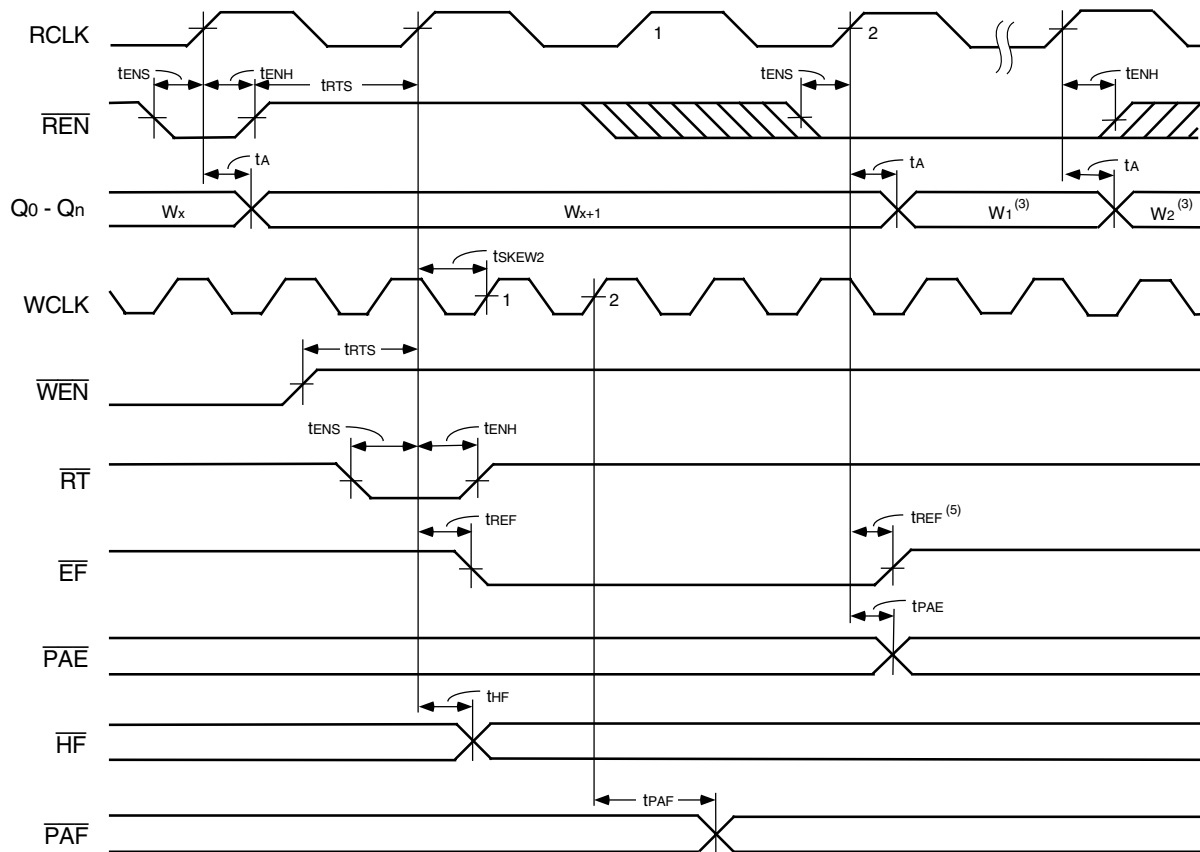 RCLK
1
2
tENS
tENH
tRTS
tENS
tENH
REN
tA
tA
tA
Q0 - Qn
Wx
Wx+1
W1(3)
W2(3)
tSKEW2
WCLK
1
2
tRTS
WEN
tENS
tENH
RT
tREF
tREF(5)
EF
tPAE
PAE
tHF
HF
tPAF
PAF